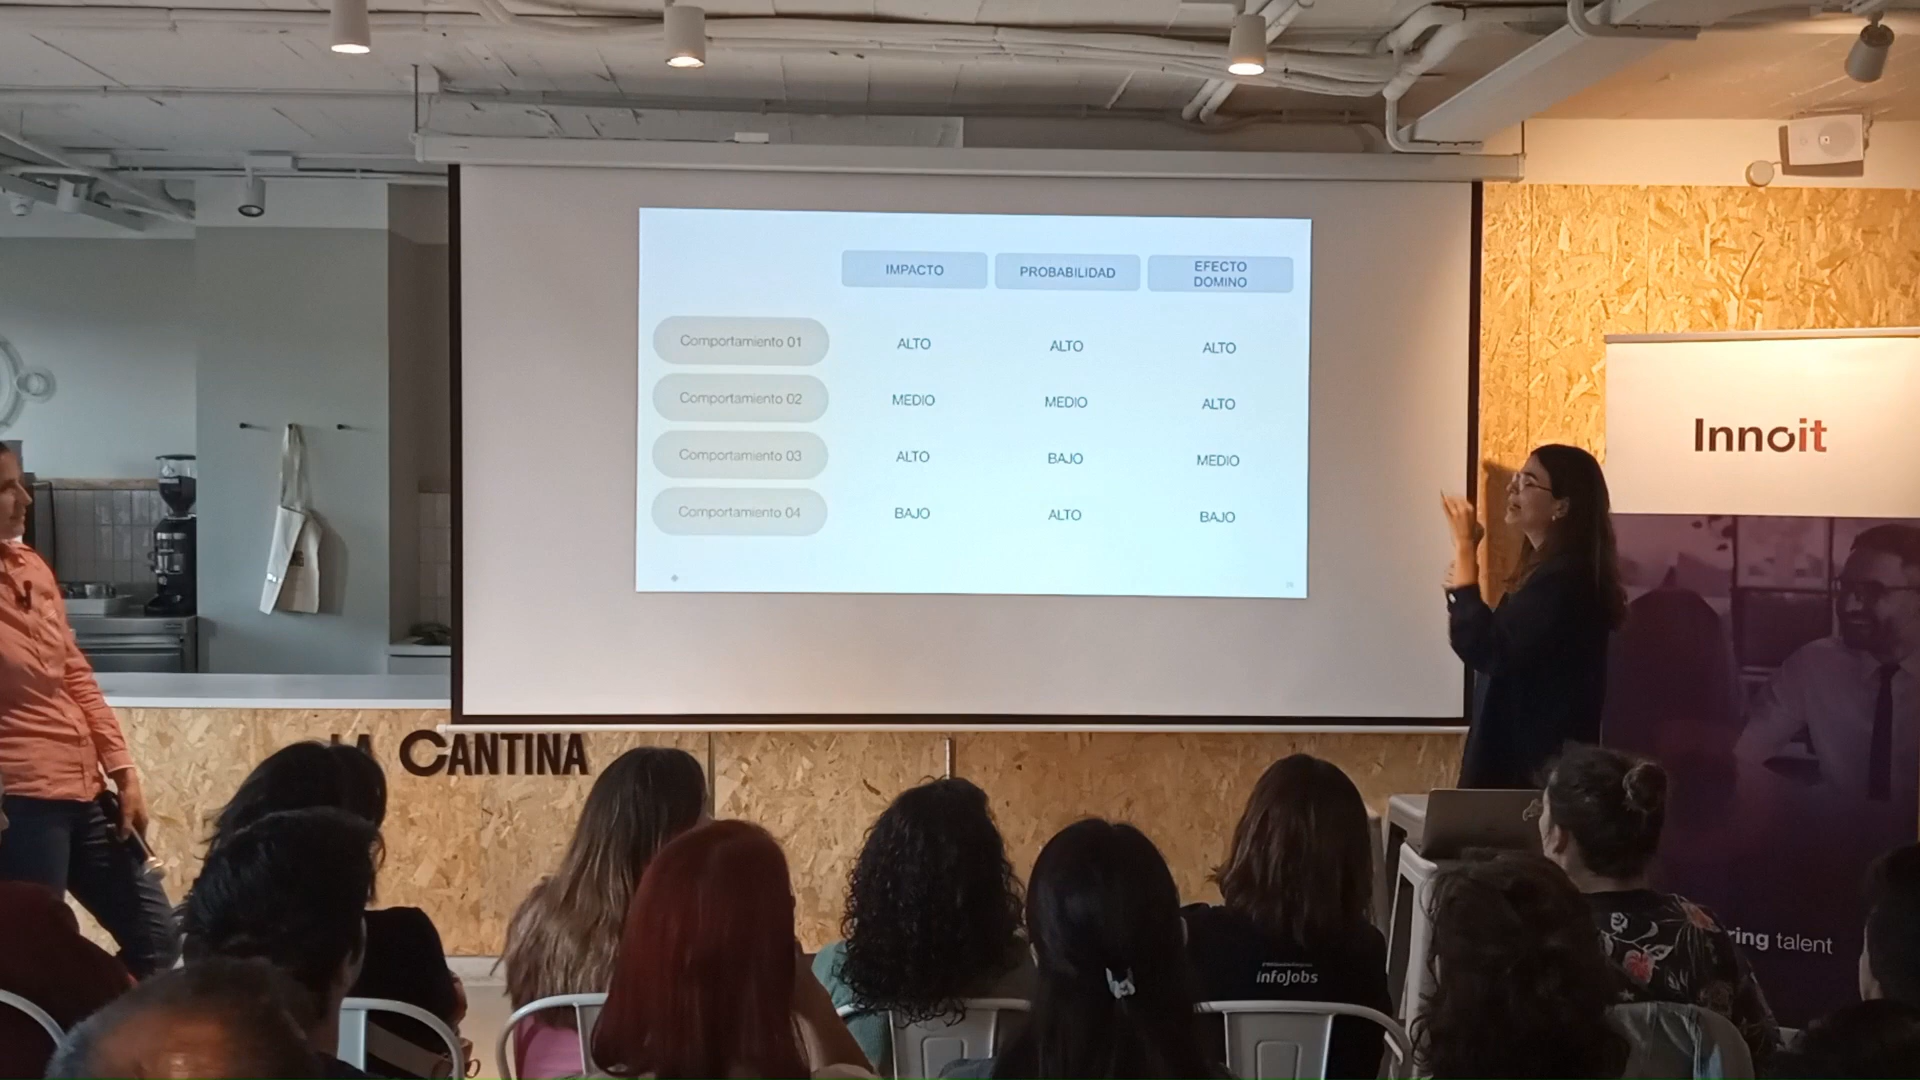 IMPACTO PROBABILIDAD EFECTO
DOMINO
Comportamiento 01 ALTO ALTO ALTO
Comportamiento 02 MEDIO MEDIO ALTO
Comportamiento 03 ALTO BAJO MEDIO
Comportamiento 04 BAJO ALTO BAJO
Innoit
LA CANTINA
ring talent
infoJobs